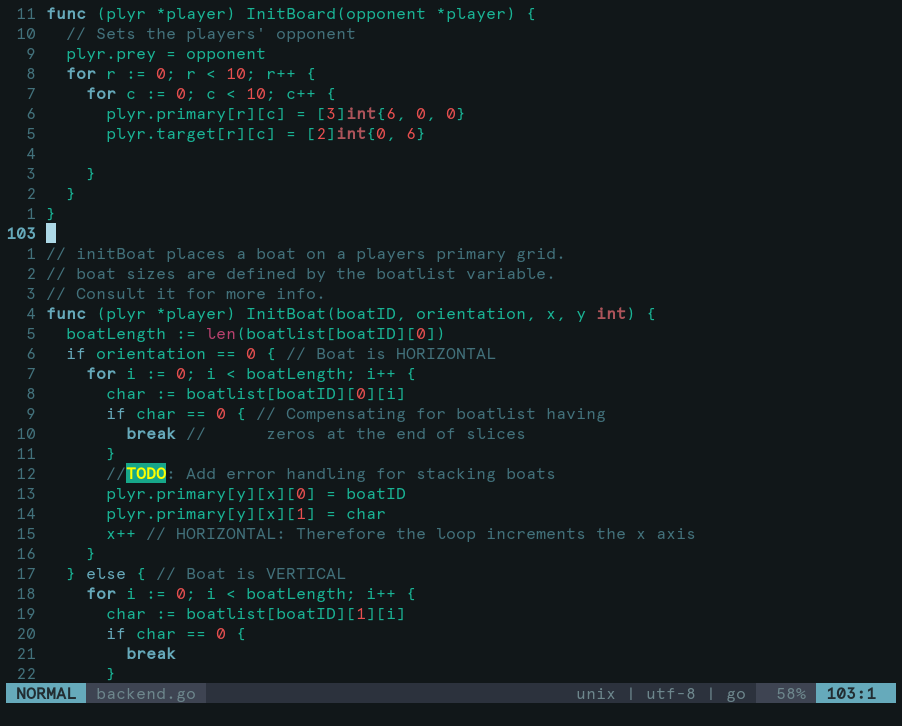 11 func (plyr *player) InitBoard(opponent *player) {
10   // Sets the players' opponent
 9   plyr.prey = opponent
 8   for r := 0; r < 10; r++ {
 7     for c := 0; c < 10; c++ {
 6       plyr.primary[r][c] = [3]int{6, 0, 0}
 5       plyr.target[r][c] = [2]int{0, 6}
 4
 3     }
 2   }
 1 }
103
 1 // initBoat places a boat on a players primary grid.
 2 // boat sizes are defined by the boatlist variable.
 3 // Consult it for more info.
 4 func (plyr *player) InitBoat(boatID, orientation, x, y int) {
 5   boatLength := len(boatlist[boatID][0])
 6   if orientation == 0 { // Boat is HORIZONTAL
 7     for i := 0; i < boatLength; i++ {
 8       char := boatlist[boatID][0][i]
 9       if char == 0 { // Compensating for boatlist having
10         break //      zeros at the end of slices
11       }
12       //TODO: Add error handling for stacking boats
13       plyr.primary[y][x][0] = boatID
14       plyr.primary[y][x][1] = char
15       x++ // HORIZONTAL: Therefore the loop increments the x axis
16     }
17   } else { // Boat is VERTICAL
18     for i := 0; i < boatLength; i++ {
19       char := boatlist[boatID][1][i]
20       if char == 0 {
21         break
22       }
NORMAL backend.go unix | utf-8 | go 58% 103:1